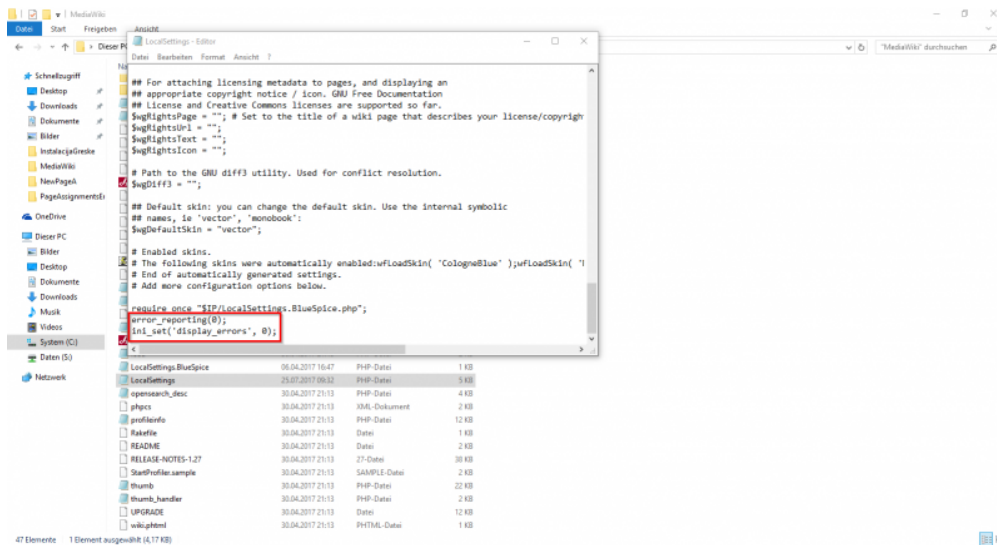 MediaWiki
Datei Start Freigeben Ansicht
Dieser PC
"MediaWiki" durchsuchen
Schnellzugriff
Desktop
Downloads
Dokumente
Bilder
InstalacijaGreske
MediaWiki
NewPageA
PageAssignmentsE
OneDrive
Dieser PC
Bilder
Desktop
Dokumente
Downloads
Musik
Videos
System (C:)
Daten (S:)
Netzwerk
LocalSettings - Editor
Datei Bearbeiten Format Ansicht ?
## For attaching licensing metadata to pages, and displaying an
## appropriate copyright notice / icon. GNU Free Documentation
## License and Creative Commons licenses are supported so far.
$wgRightsPage = ""; # Set to the title of a wiki page that describes your license/copyright
$wgRightsUrl = "";
$wgRightsText = "";
$wgRightsIcon = "";
# Path to the GNU diff3 utility. Used for conflict resolution.
$wgDiff3 = "";
## Default skin: you can change the default skin. Use the internal symbolic
## names, ie 'vector', 'monobook':
$wgDefaultSkin = "vector";
# Enabled skins.
# The following skins were automatically enabled:wfLoadSkin( 'CologneBlue' );wfLoadSkin(
# End of automatically generated settings.
# Add more configuration options below.
require_once "$IP/LocalSettings.BlueSpice.php";
error_reporting(0);
ini_set('display_errors', 0);
LocalSettings.BlueSpice 06.04.2017 16:47 PHP-Datei 1 KB
LocalSettings 25.07.2017 09:32 PHP-Datei 5 KB
opensearch_desc 30.04.2017 21:13 PHP-Datei 4 KB
phpcs 30.04.2017 21:13 XML-Dokument 2 KB
profileinfo 30.04.2017 21:13 PHP-Datei 12 KB
Rakefile 30.04.2017 21:13 Datei 1 KB
README 30.04.2017 21:13 Datei 2 KB
RELEASE-NOTES-1.27 30.04.2017 21:13 27-Datei 38 KB
StartProfiler.sample 30.04.2017 21:13 SAMPLE-Datei 2 KB
thumb 30.04.2017 21:13 PHP-Datei 22 KB
thumb_handler 30.04.2017 21:13 PHP-Datei 2 KB
UPGRADE 30.04.2017 21:13 Datei 12 KB
wiki.phtml 30.04.2017 21:13 PHTML-Datei 1 KB
47 Elemente 1 Element ausgewählt (4,17 KB)